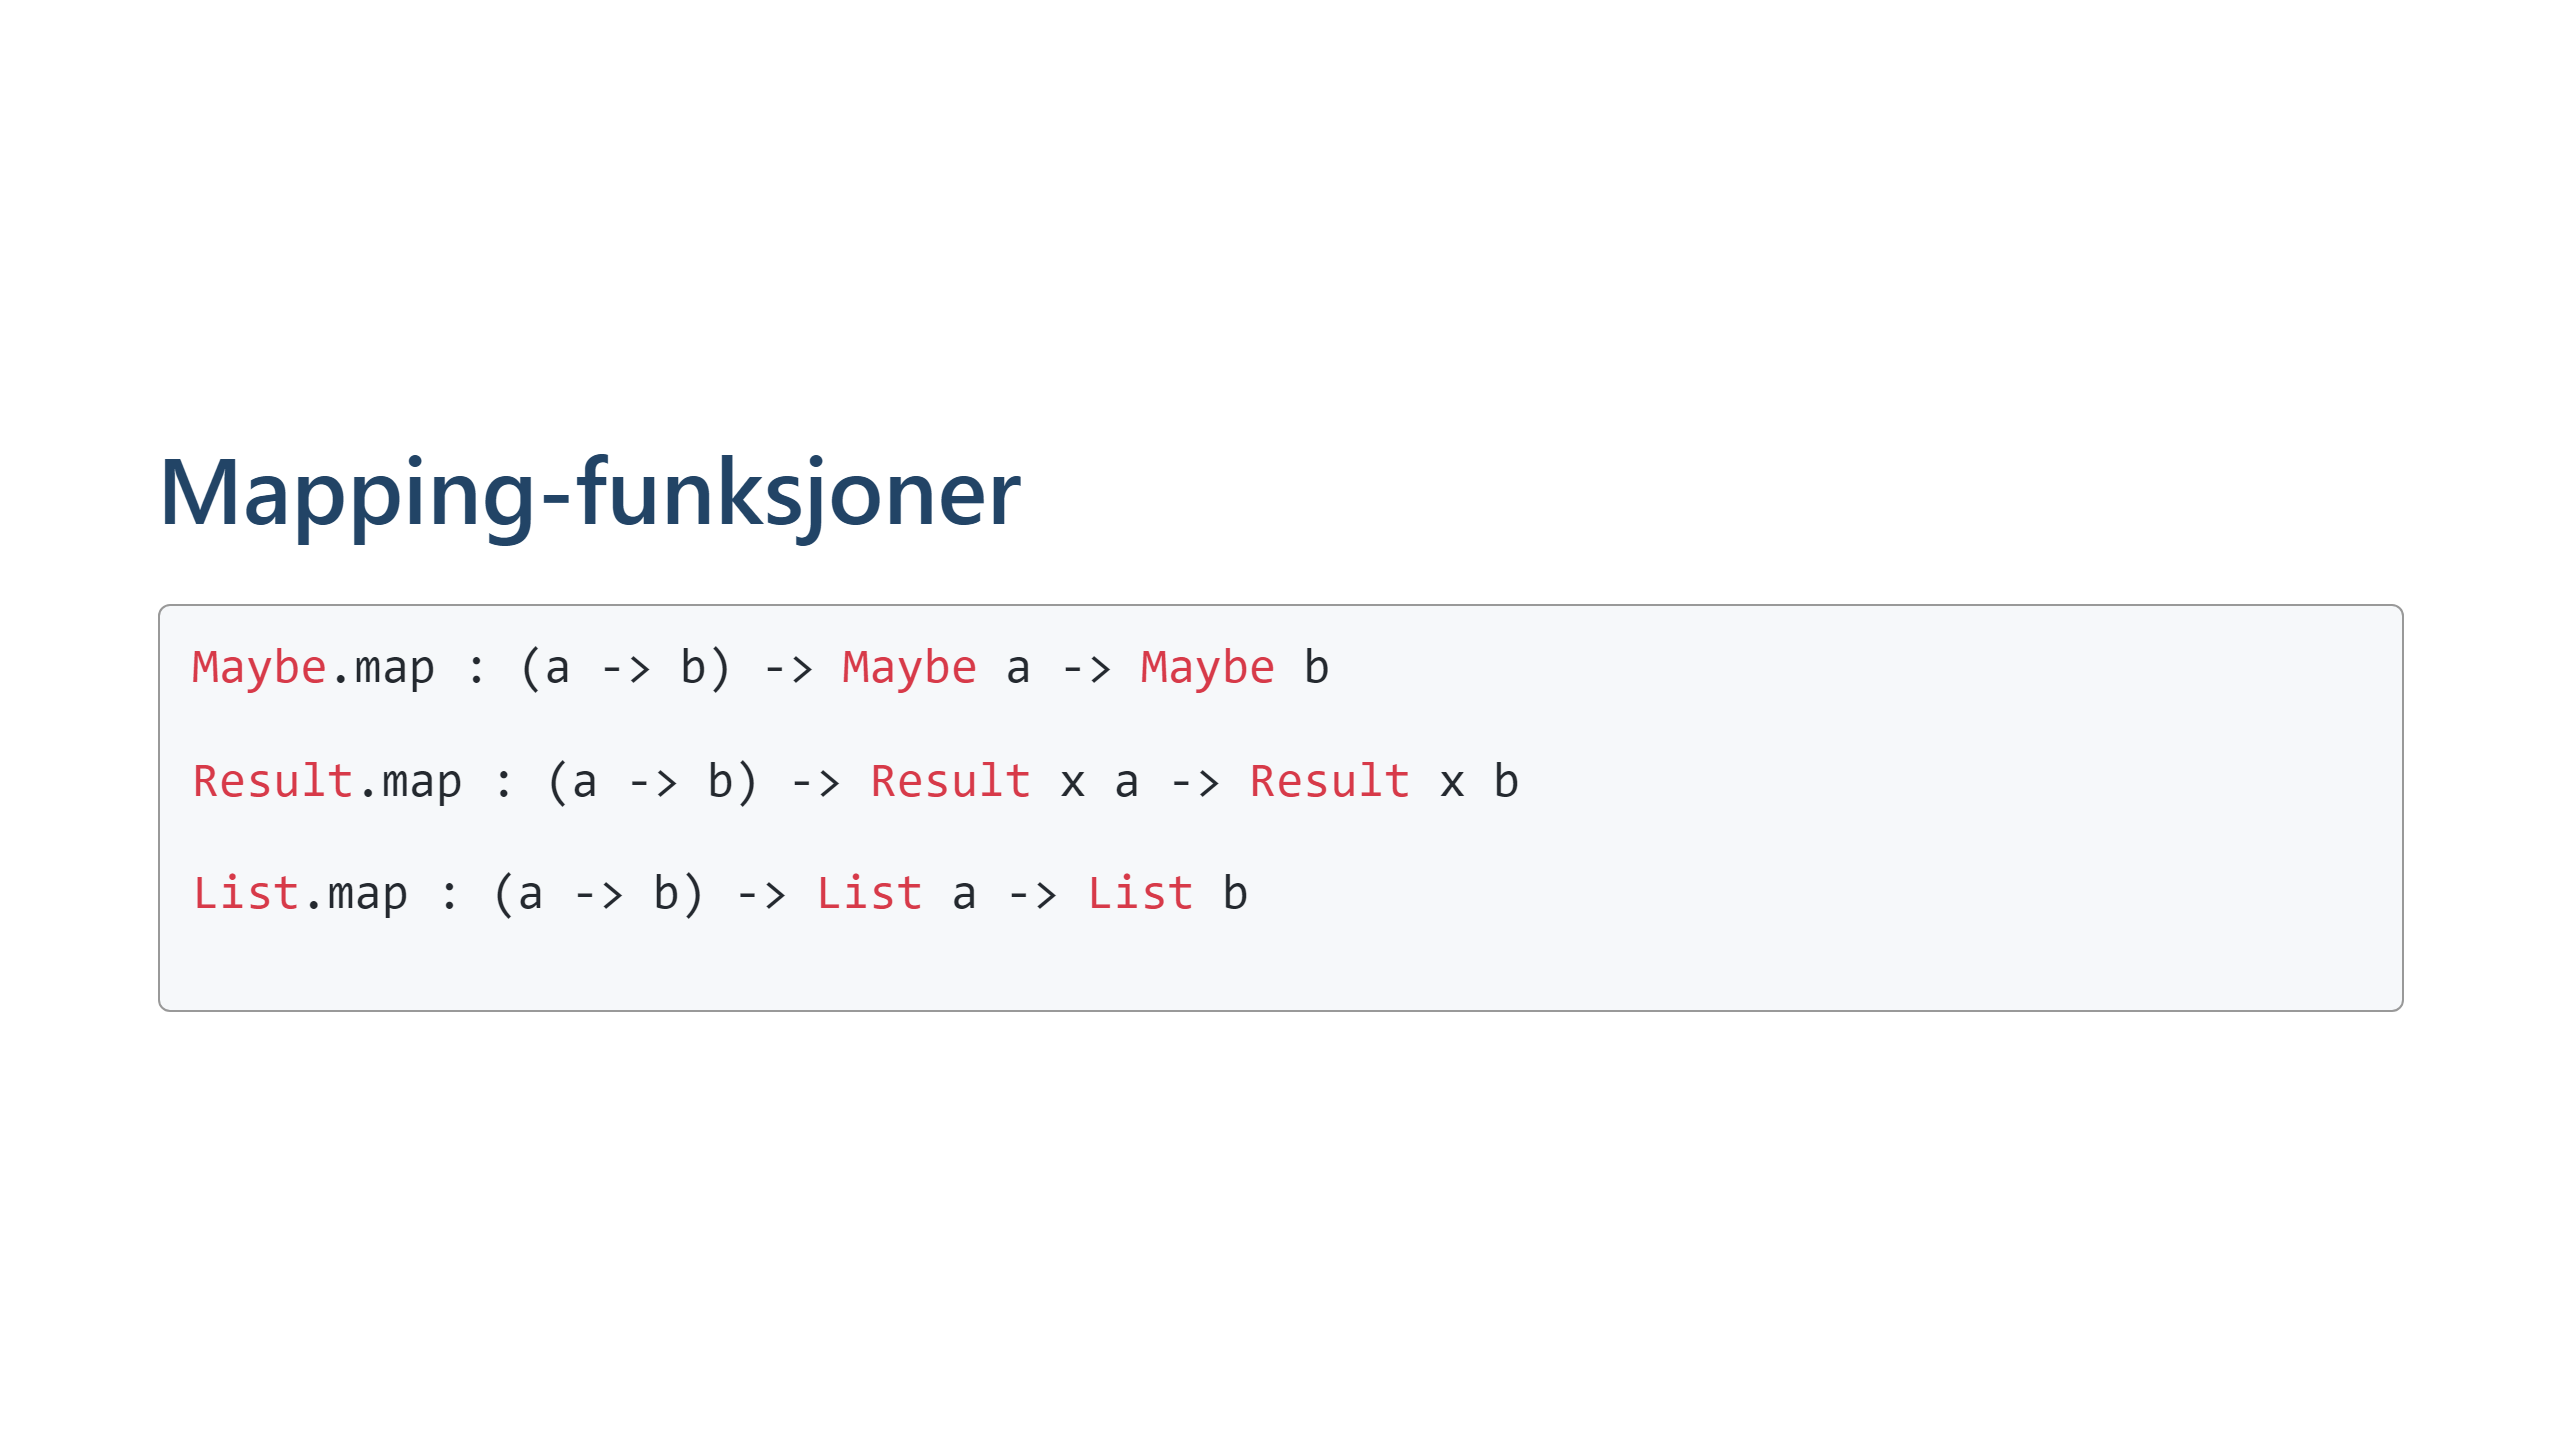 Mapping-funksjoner
Maybe.map : (a -> b) -> Maybe a -> Maybe b
Result.map : (a -> b) -> Result x a -> Result x b
List.map : (a -> b) -> List a -> List b